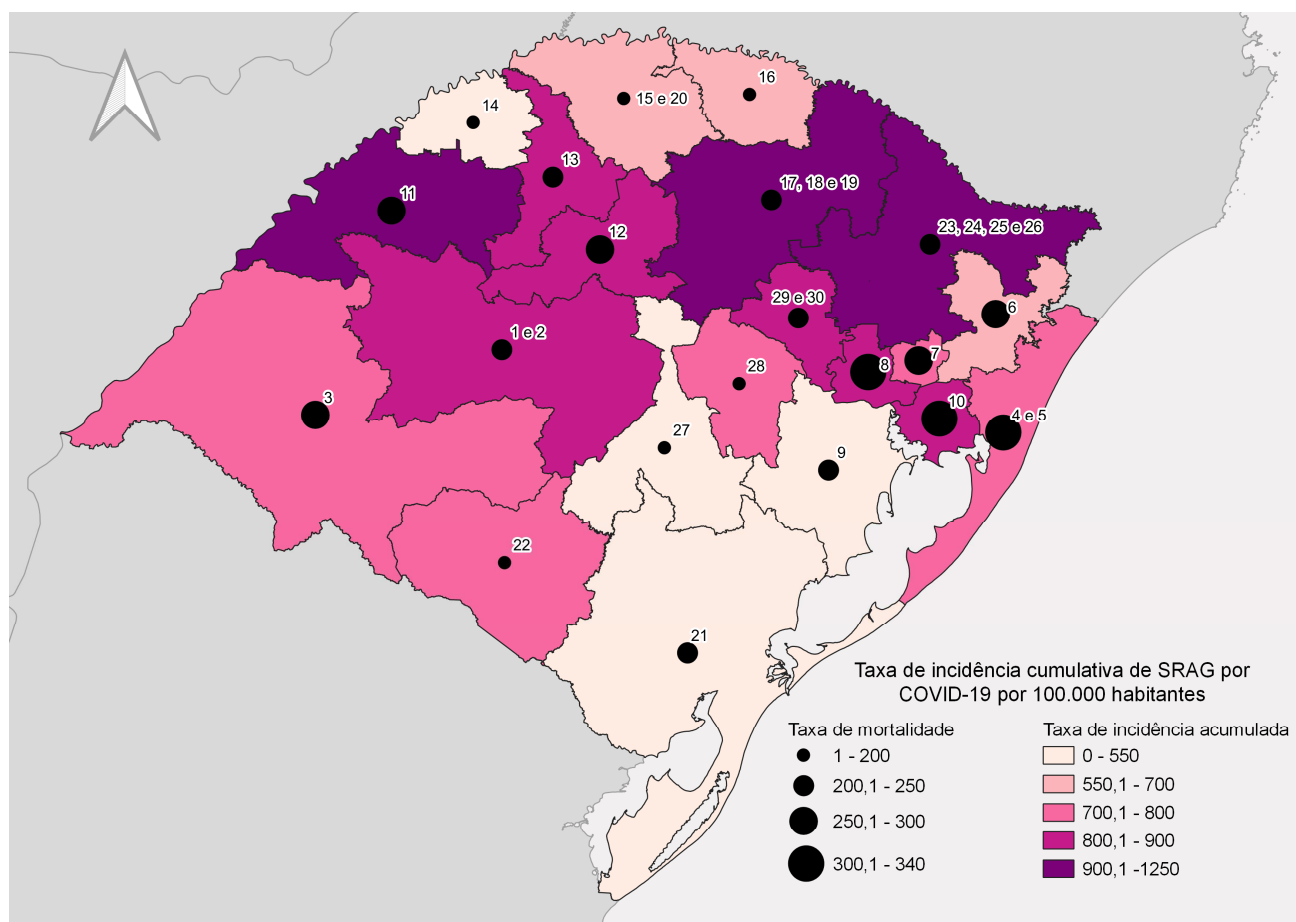 16
15 e 20
14
13
17, 18 e 19
11
23, 24, 25 e 26
12
29 e 30
6
1 e 2
7
8
28
3
10
4 e 5
27
9
22
21
Taxa de incidência cumulativa de SRAG por
COVID-19 por 100.000 habitantes
Taxa de mortalidade
1 - 200
200,1 - 250
250,1 - 300
300,1 - 340
Taxa de incidência acumulada
0 - 550
550,1 - 700
700,1 - 800
800,1 - 900
900,1 -1250